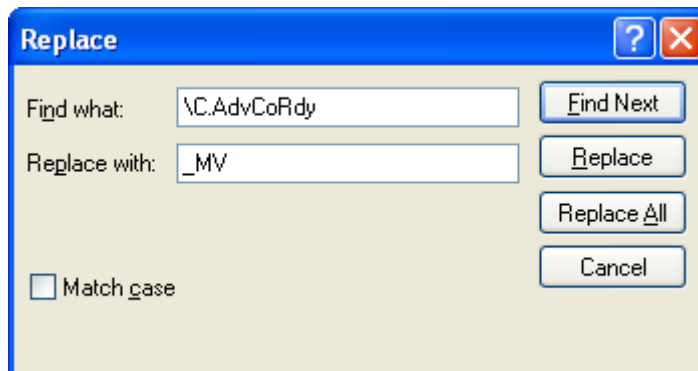 Replace
Find what: \C.AdvCoRdy Find Next
Replace with: _MV Replace
Replace All
Cancel
Match case